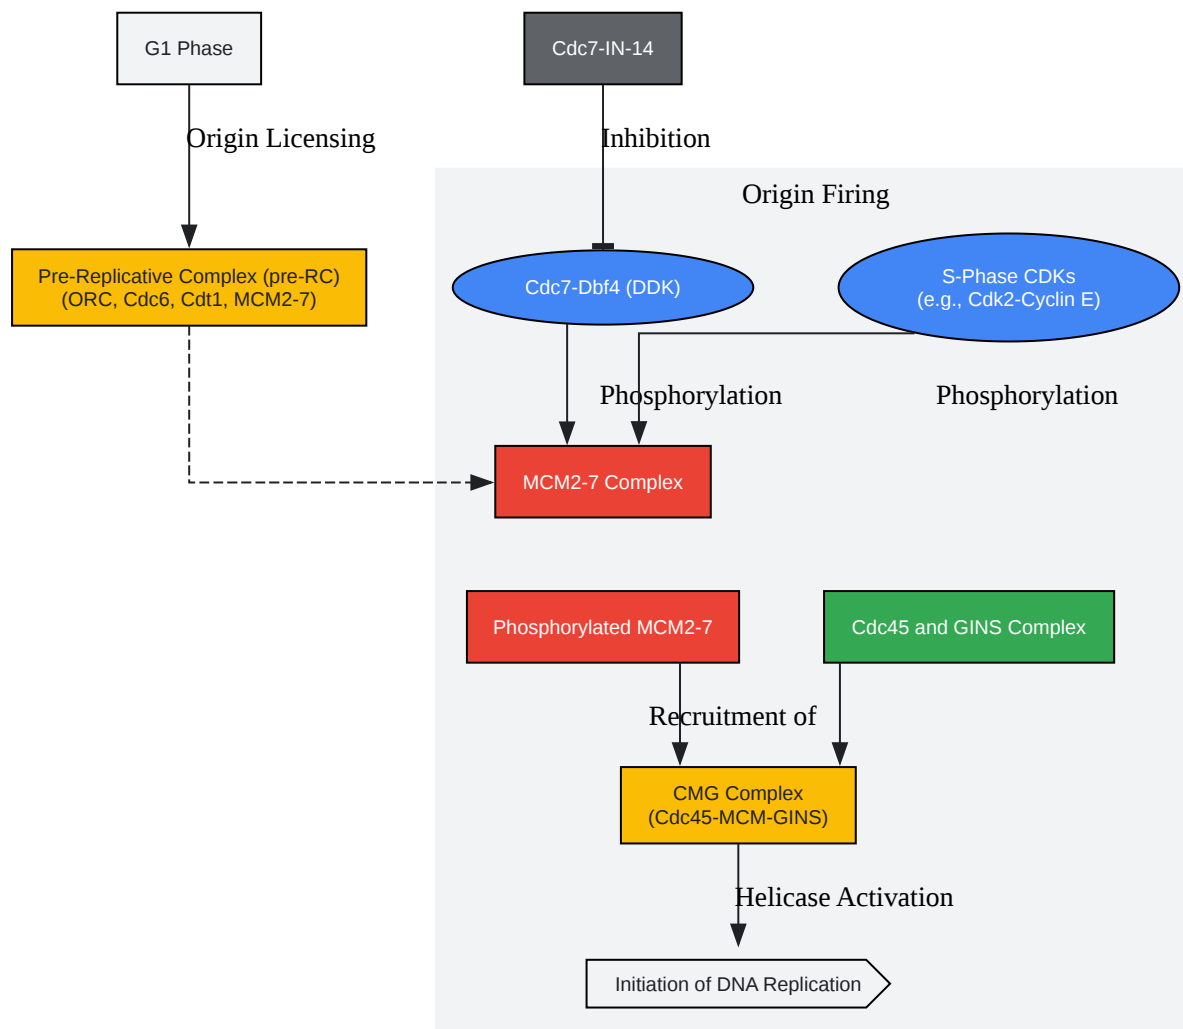 G1 Phase
Cdc7-IN-14
Origin Licensing
Inhibition
Origin Firing
Pre-Replicative Complex (pre-RC)
(ORC, Cdc6, Cdt1, MCM2-7)
Cdc7-Dbf4 (DDK)
S-Phase CDKs
(e.g., Cdk2-Cyclin E)
Phosphorylation
Phosphorylation
MCM2-7 Complex
Phosphorylated MCM2-7
Cdc45 and GINS Complex
Recruitment of
CMG Complex
(Cdc45-MCM-GINS)
Helicase Activation
Initiation of DNA Replication